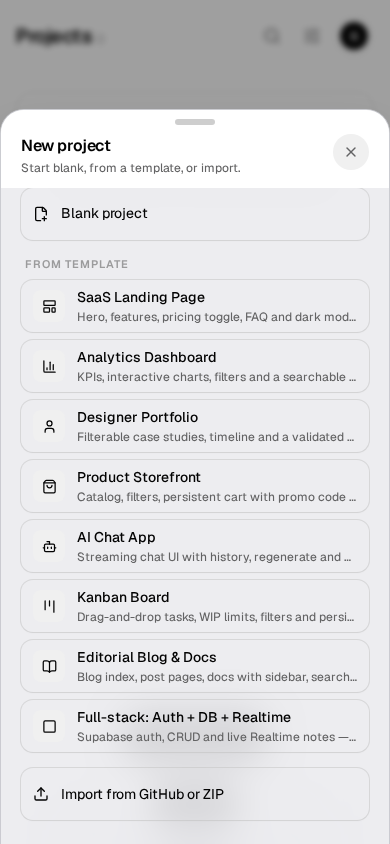 Projects
New project
Start blank, from a template, or import.
Blank project
FROM TEMPLATE
SaaS Landing Page
Hero, features, pricing toggle, FAQ and dark mod…
Analytics Dashboard
KPIs, interactive charts, filters and a searchable …
Designer Portfolio
Filterable case studies, timeline and a validated …
Product Storefront
Catalog, filters, persistent cart with promo code …
AI Chat App
Streaming chat UI with history, regenerate and …
Kanban Board
Drag-and-drop tasks, WIP limits, filters and persi…
Editorial Blog & Docs
Blog index, post pages, docs with sidebar, search…
Full-stack: Auth + DB + Realtime
Supabase auth, CRUD and live Realtime notes —…
Import from GitHub or ZIP